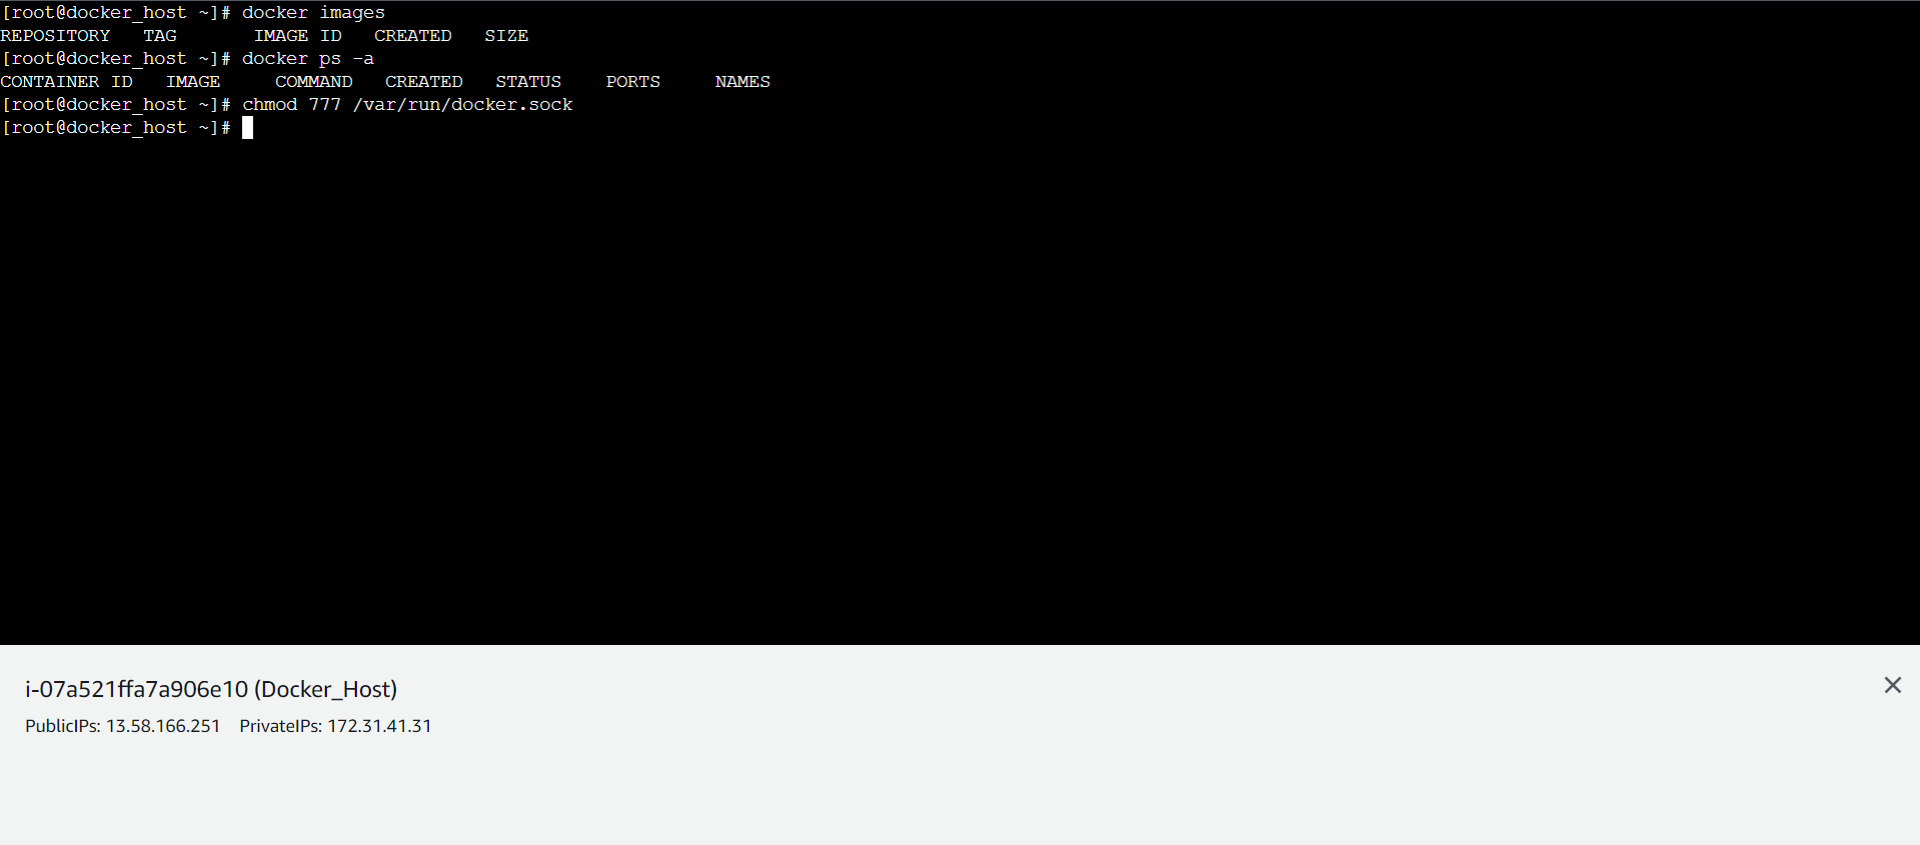 [root@docker_host ~]# docker images
REPOSITORY   TAG       IMAGE ID   CREATED   SIZE
[root@docker_host ~]# docker ps -a
CONTAINER ID   IMAGE     COMMAND   CREATED   STATUS    PORTS     NAMES
[root@docker_host ~]# chmod 777 /var/run/docker.sock
[root@docker_host ~]#
i-07a521ffa7a906e10 (Docker_Host)
PublicIPs: 13.58.166.251   PrivateIPs: 172.31.41.31